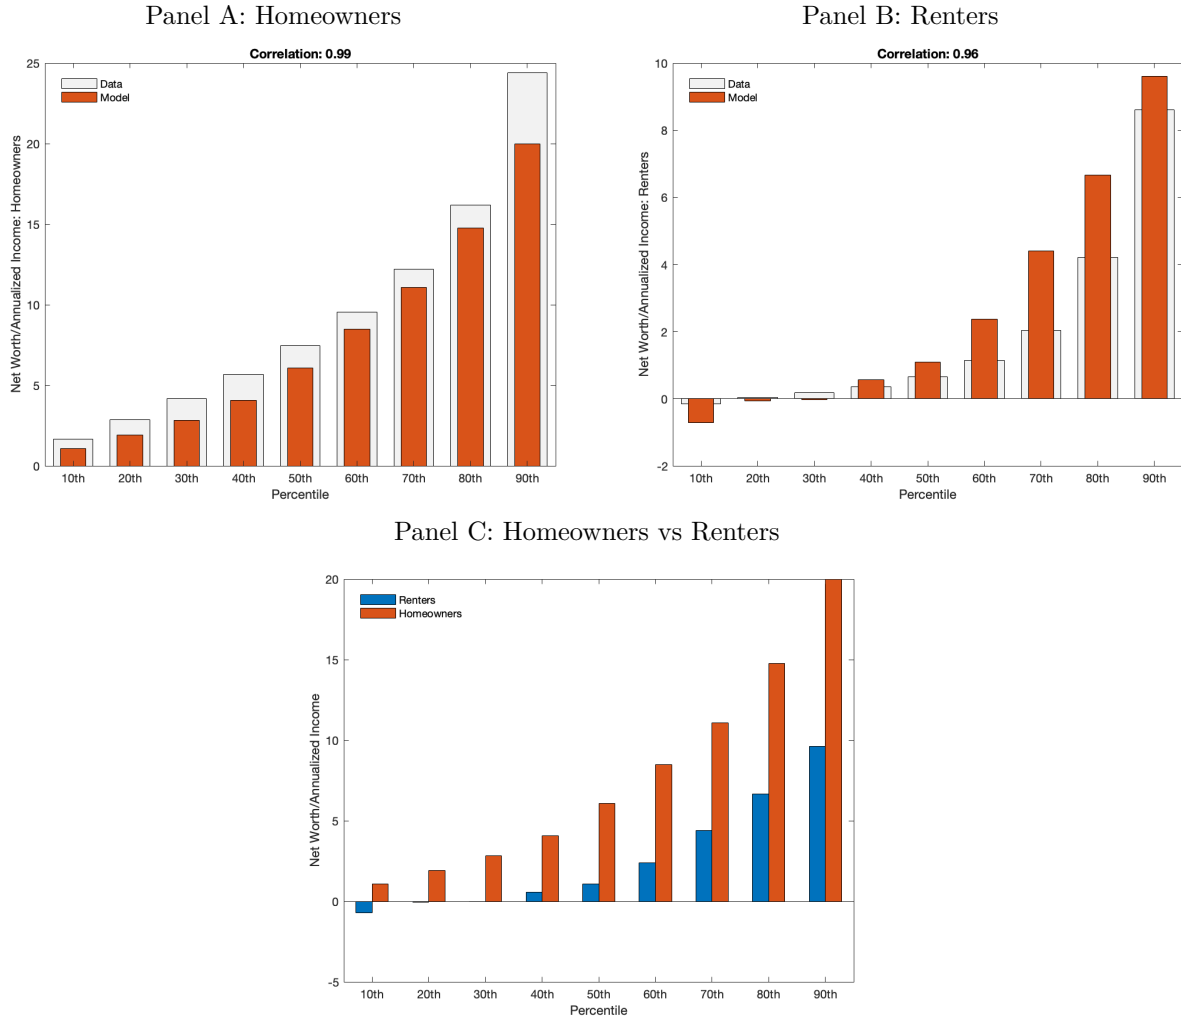 Panel A: Homeowners
Correlation: 0.99
Data
Model
Net Worth/Annualized Income: Homeowners
25
20
15
10
5
0
10th 20th 30th 40th 50th 60th 70th 80th 90th
Percentile
Panel B: Renters
Correlation: 0.96
Data
Model
Net Worth/Annualized Income: Renters
10
8
6
4
2
0
-2
10th 20th 30th 40th 50th 60th 70th 80th 90th
Percentile
Panel C: Homeowners vs Renters
Renters
Homeowners
Net Worth/Annualized Income
20
15
10
5
0
-5
10th 20th 30th 40th 50th 60th 70th 80th 90th
Percentile